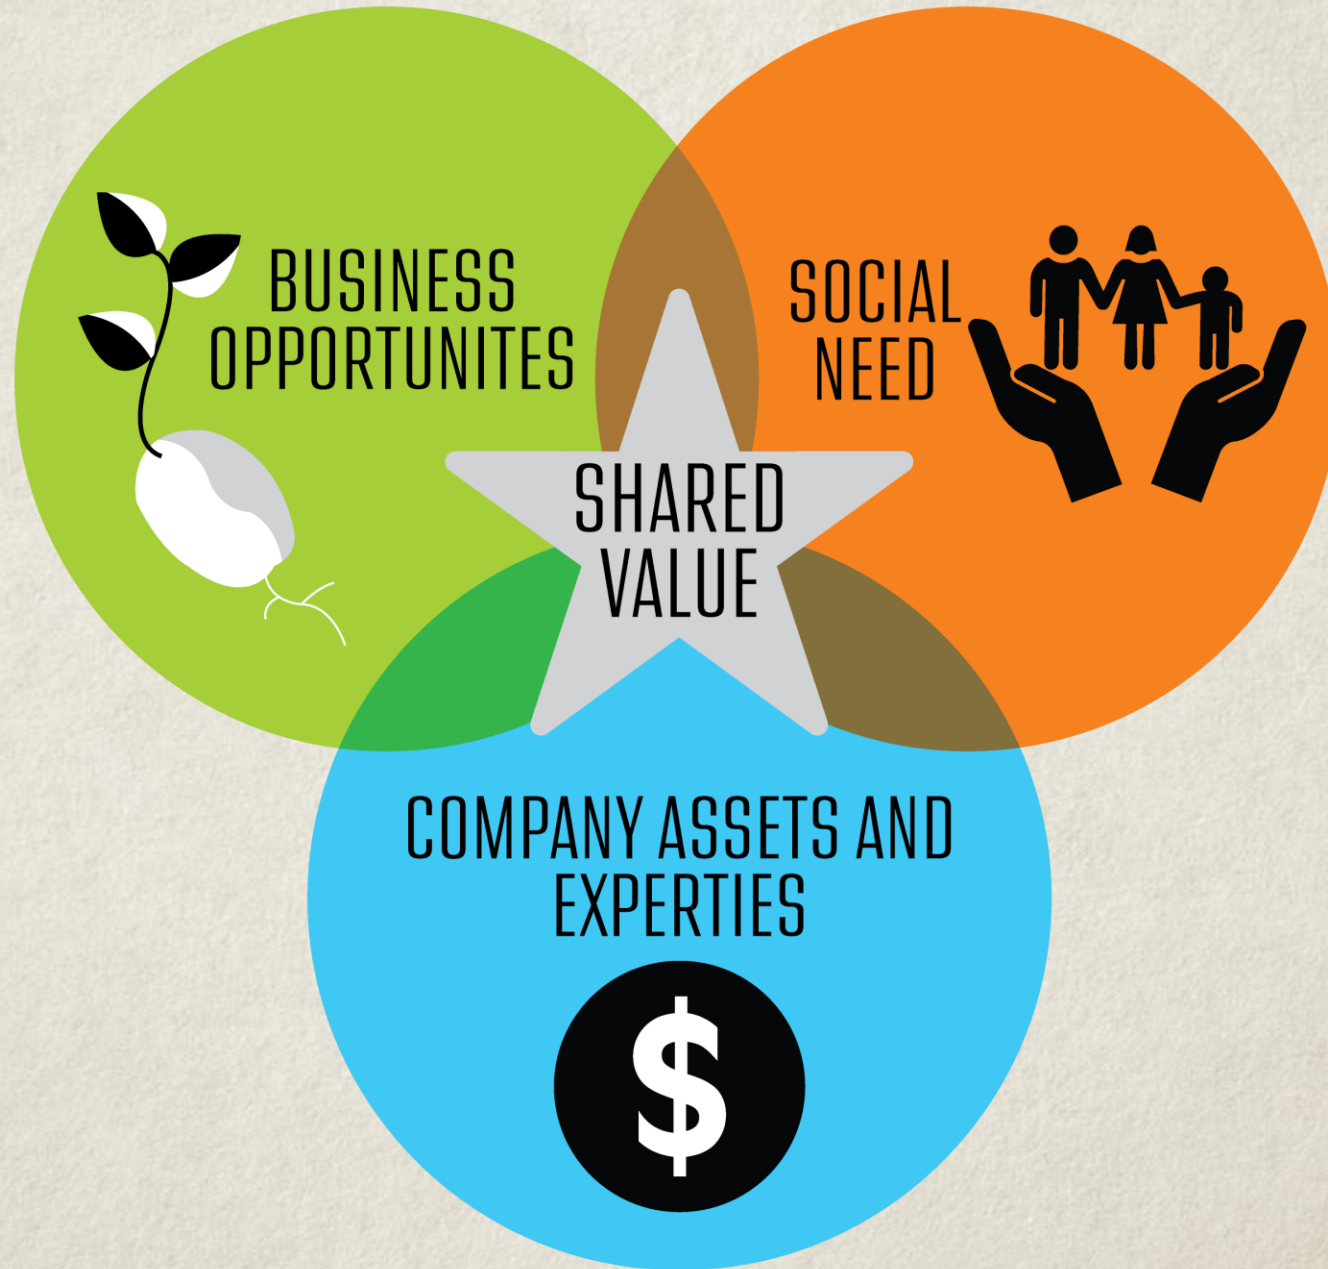 BUSINESS
OPPORTUNITES
SOCIAL
NEED
SHARED
VALUE
COMPANY ASSETS AND
EXPERTIES
$